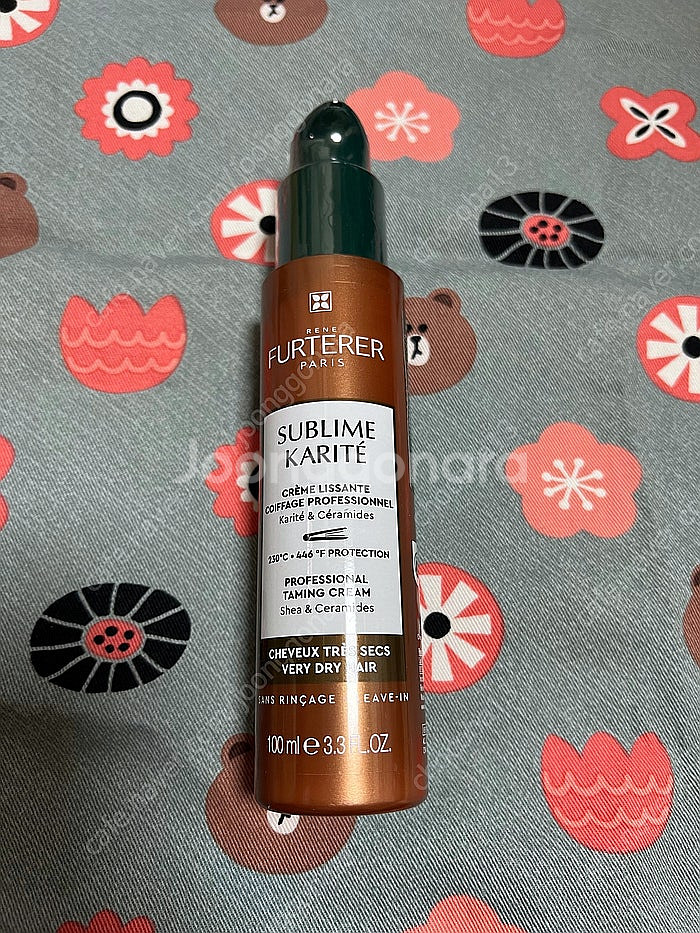 RENE
FURTERER
PARIS
SUBLIME
KARITÉ
CRÈME LISSANTE
COIFFAGE PROFESSIONNEL
Karité & Céramides
230°C • 446 °F PROTECTION
PROFESSIONAL
TAMING CREAM
Shea & Ceramides
CHEVEUX TRÈS SECS
VERY DRY HAIR
SANS RINÇAGE LEAVE-IN
100 ml e 3.3 FL.OZ.
Joonggonara